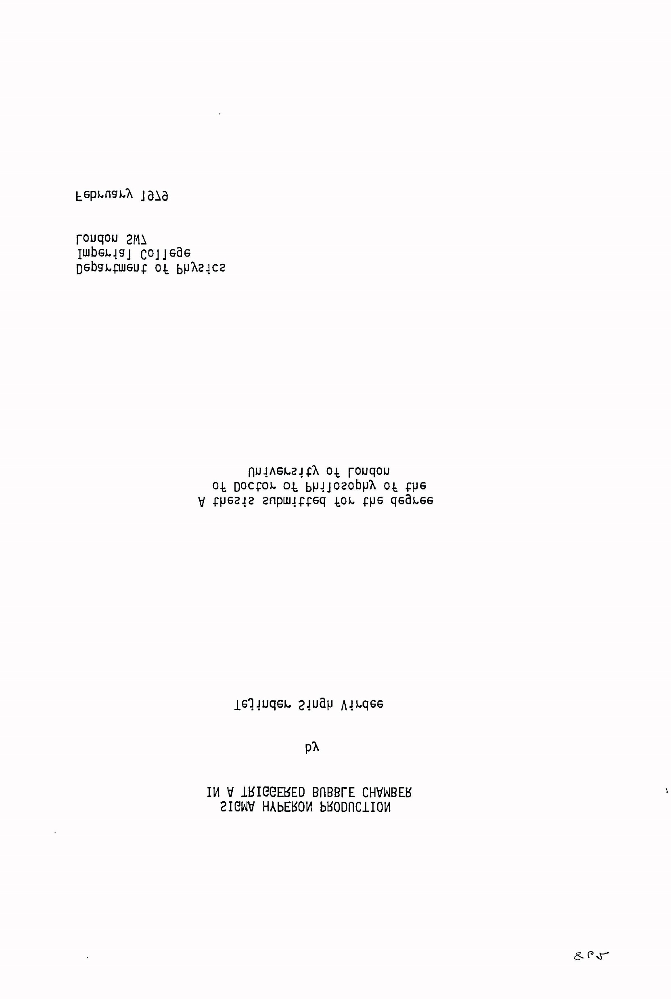 SIGMA HYPERON PRODUCTION
IN A TRIGGERED BUBBLE CHAMBER
by
Tejinder Singh Virdee
A thesis submitted for the degree
of Doctor of Philosophy of the
University of London
Department of Physics
Imperial College
London SW7
February 1979